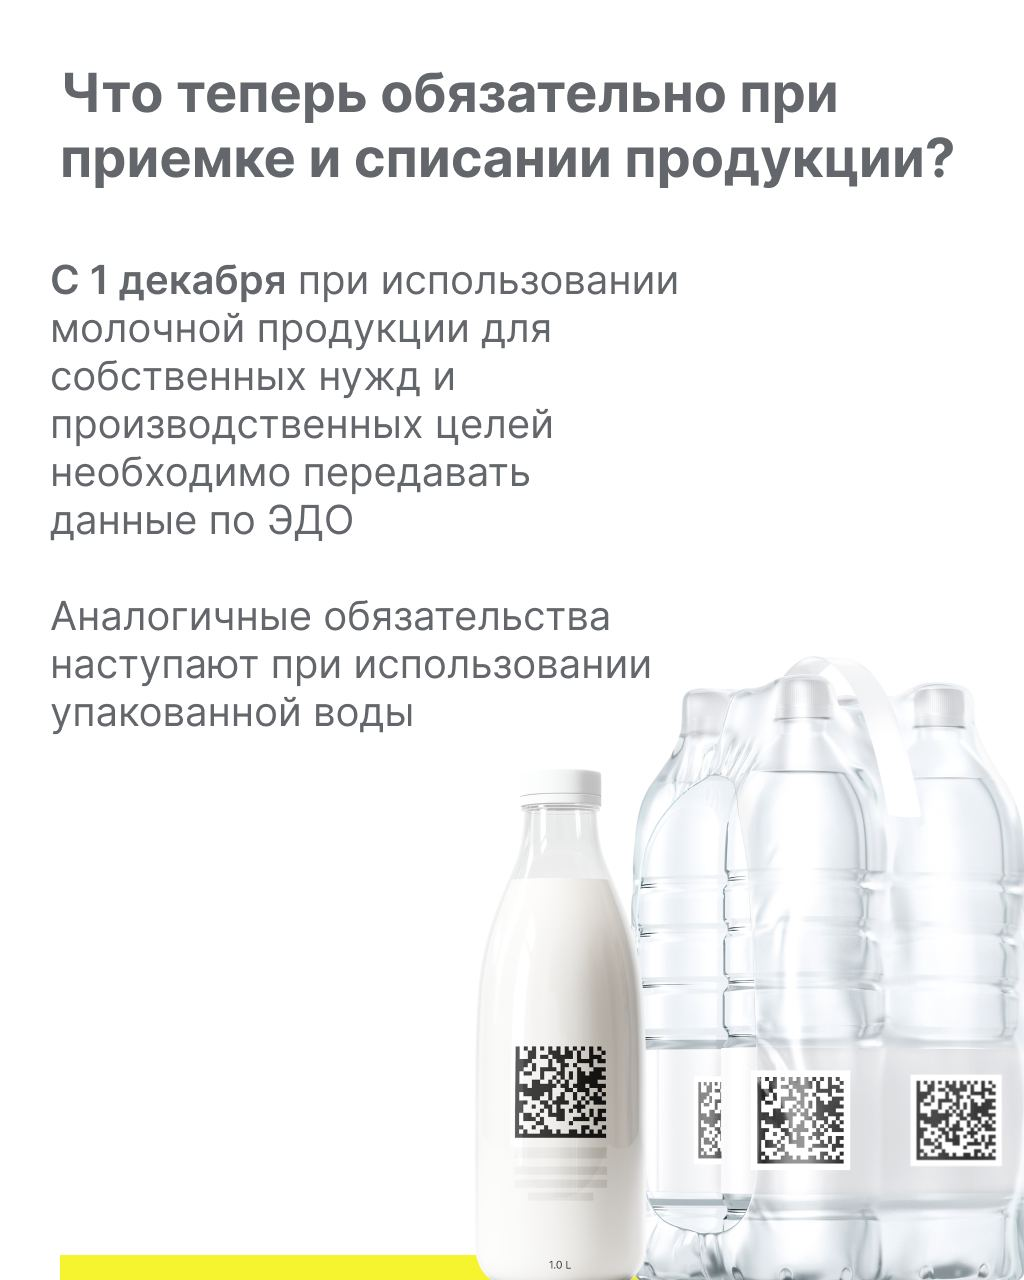 Что теперь обязательно при
приемке и списании продукции?
С 1 декабря при использовании
молочной продукции для
собственных нужд и
производственных целей
необходимо передавать
данные по ЭДО
Аналогичные обязательства
наступают при использовании
упакованной воды
1.0 L